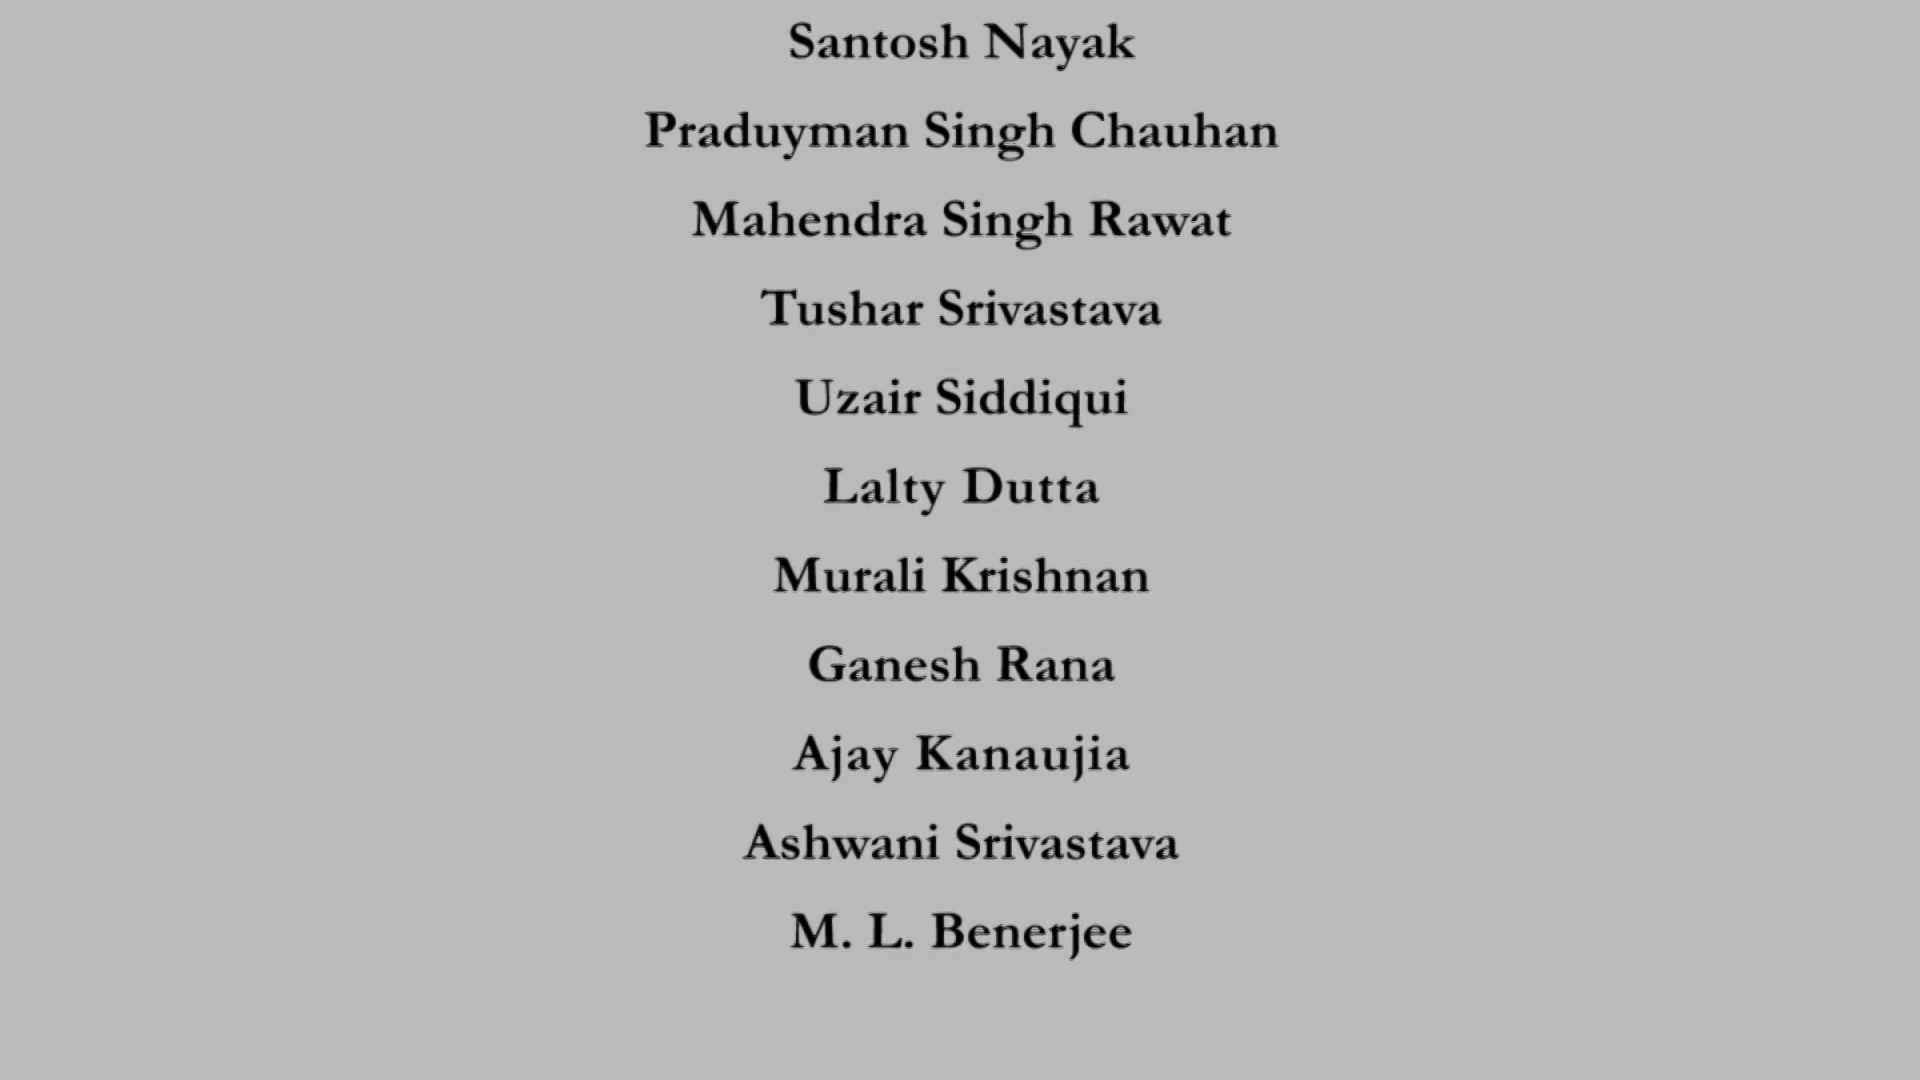 Santosh Nayak
Praduyman Singh Chauhan
Mahendra Singh Rawat
Tushar Srivastava
Uzair Siddiqui
Lalty Dutta
Murali Krishnan
Ganesh Rana
Ajay Kanaujia
Ashwani Srivastava
M. L. Benerjee